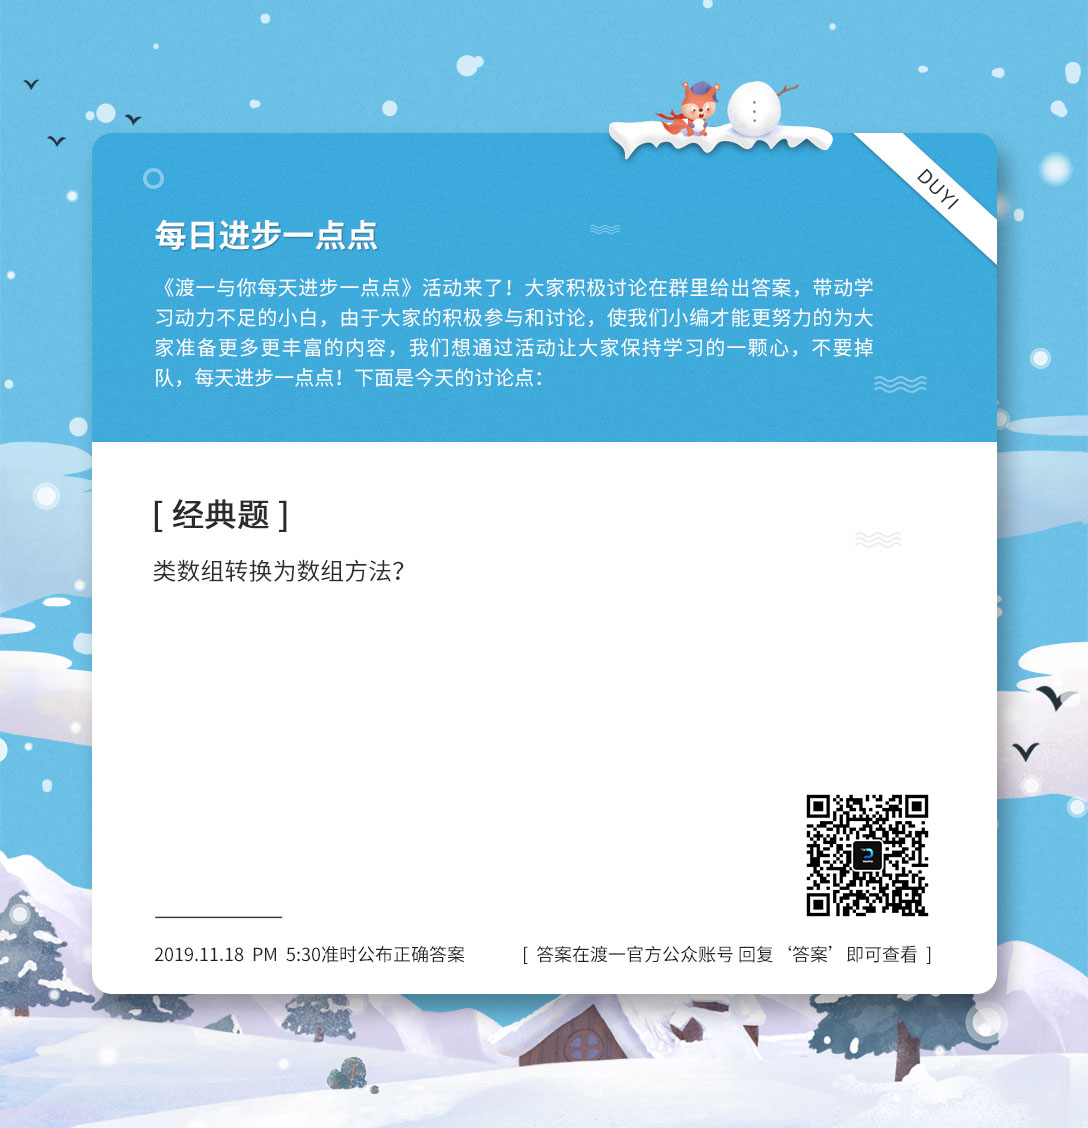 DUYI
每日进步一点点
《渡一与你每天进步一点点》活动来了！大家积极讨论在群里给出答案，带动学
习动力不足的小白，由于大家的积极参与和讨论，使我们小编才能更努力的为大
家准备更多更丰富的内容，我们想通过活动让大家保持学习的一颗心，不要掉
队，每天进步一点点！下面是今天的讨论点：
[ 经典题 ]
类数组转换为数组方法？
2019.11.18 PM 5:30准时公布正确答案
[ 答案在渡一官方公众账号 回复‘答案’即可查看 ]